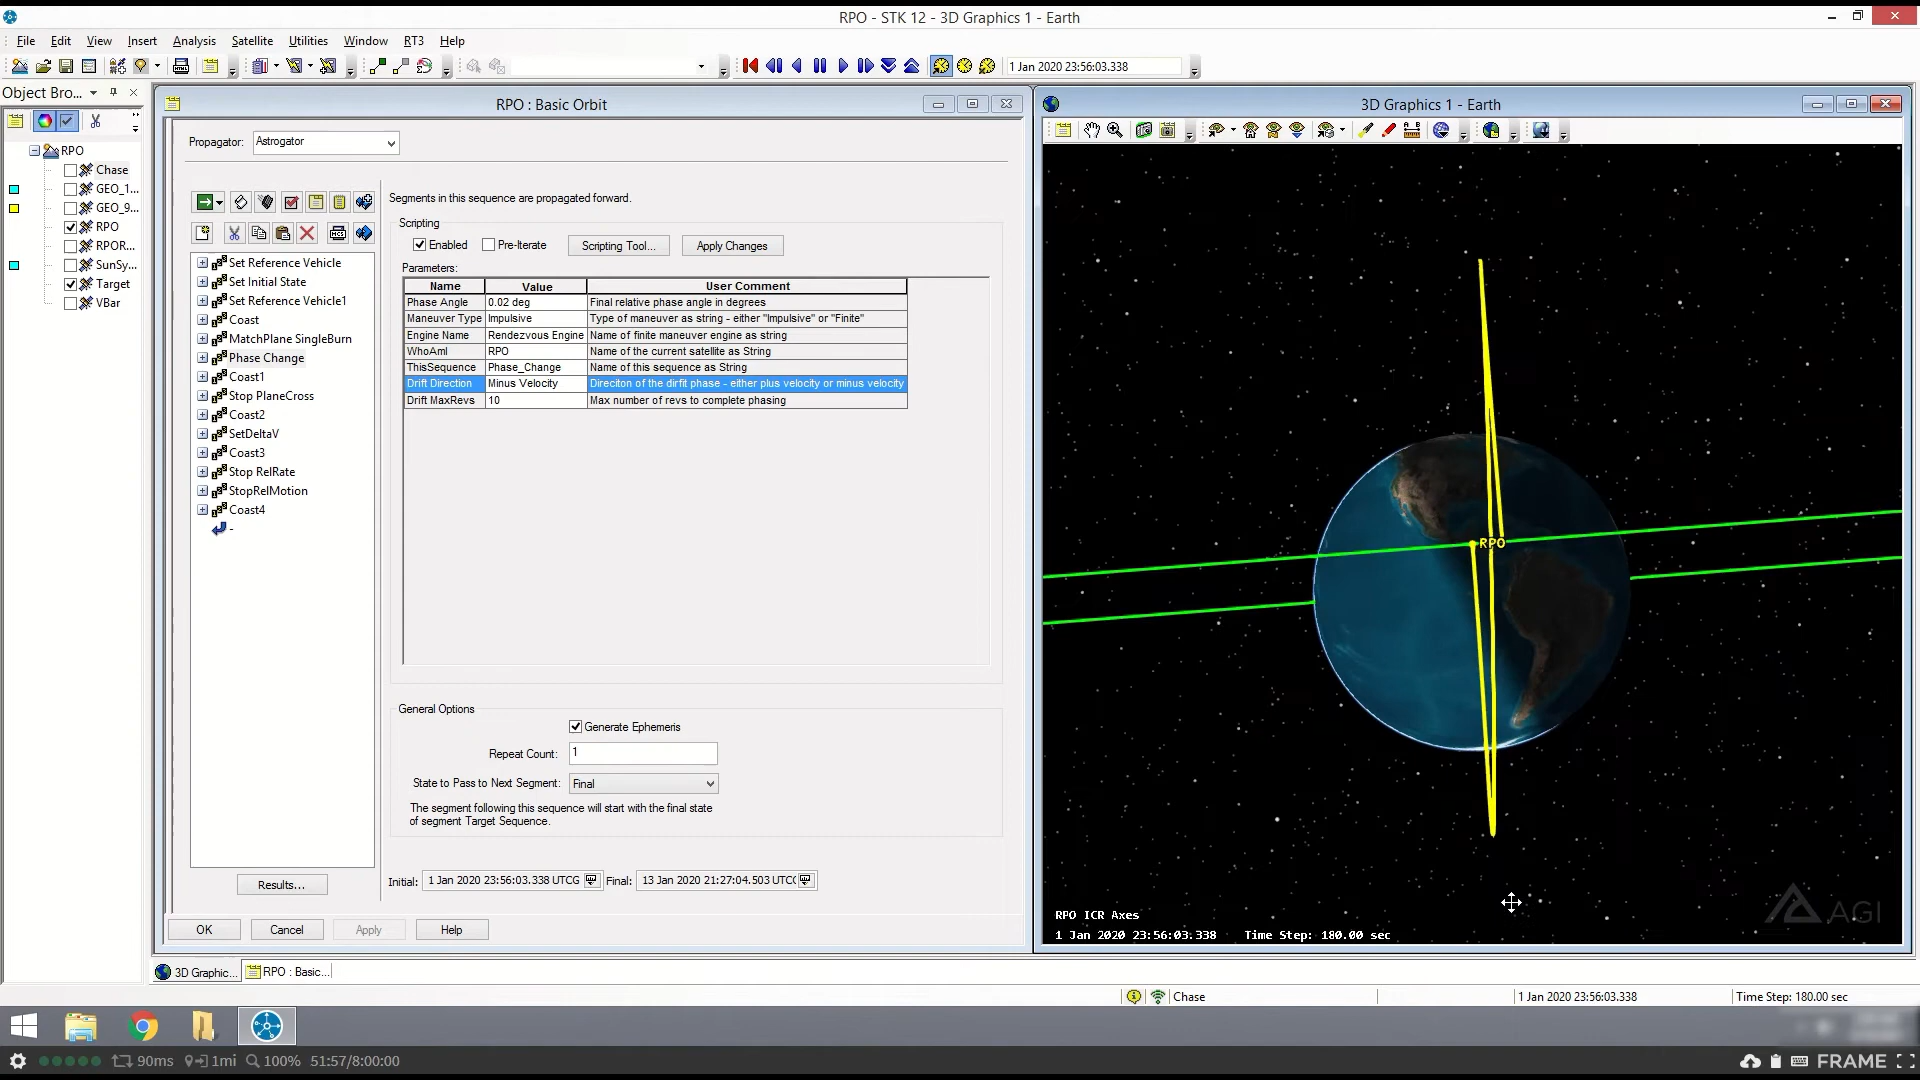 RPO - STK 12 - 3D Graphics 1 - Earth
File Edit View Insert Analysis Satellite Utilities Window RT3 Help
1 Jan 2020 23:56:03.338
Object Bro...
RPO
Chase
GEO_1...
GEO_9...
RPO
RPOR...
SunSy...
Target
VBar
RPO : Basic Orbit
Propagator: Astrogator
Set Reference Vehicle
Set Initial State
Set Reference Vehicle1
Coast
MatchPlane SingleBurn
Phase Change
Coast1
Stop PlaneCross
Coast2
SetDeltaV
Coast3
Stop RelRate
StopRelMotion
Coast4
-
Results...
Segments in this sequence are propagated forward.
Scripting
Enabled Pre-Iterate Scripting Tool... Apply Changes
Parameters:
Name Value User Comment
Phase Angle 0.02 deg Final relative phase angle in degrees
Maneuver Type Impulsive Type of maneuver as string - either "Impulsive" or "Finite"
Engine Name Rendezvous Engine Name of finite maneuver engine as string
WhoAmI RPO Name of the current satellite as String
ThisSequence Phase_Change Name of this sequence as String
Drift Direction Minus Velocity Direciton of the dirfit phase - either plus velocity or minus velocity
Drift MaxRevs 10 Max number of revs to complete phasing
General Options
Generate Ephemeris
Repeat Count: 1
State to Pass to Next Segment: Final
The segment following this sequence will start with the final state
of segment Target Sequence.
Initial: 1 Jan 2020 23:56:03.338 UTCG Final: 13 Jan 2020 21:27:04.503 UTC(
OK Cancel Apply Help
3D Graphics 1 - Earth
RPO
AGI
RPO ICR Axes
1 Jan 2020 23:56:03.338 Time Step: 180.00 sec
3D Graphic... RPO : Basic...
Chase 1 Jan 2020 23:56:03.338 Time Step: 180.00 sec
90ms 1mi 100% 51:57/8:00:00 FRAME